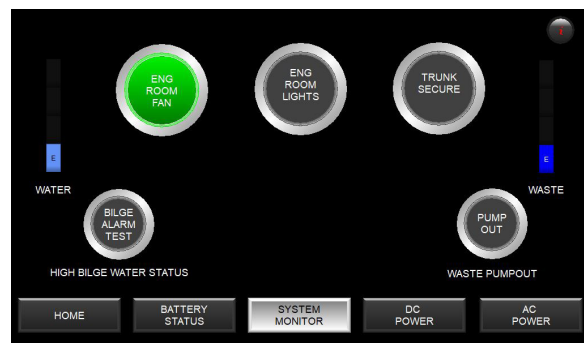 ENG
ROOM
FAN
ENG
ROOM
LIGHTS
TRUNK
SECURE
E
E
WATER
WASTE
BILGE
ALARM
TEST
PUMP
OUT
HIGH BILGE WATER STATUS
WASTE PUMPOUT
HOME
BATTERY
STATUS
SYSTEM
MONITOR
DC
POWER
AC
POWER